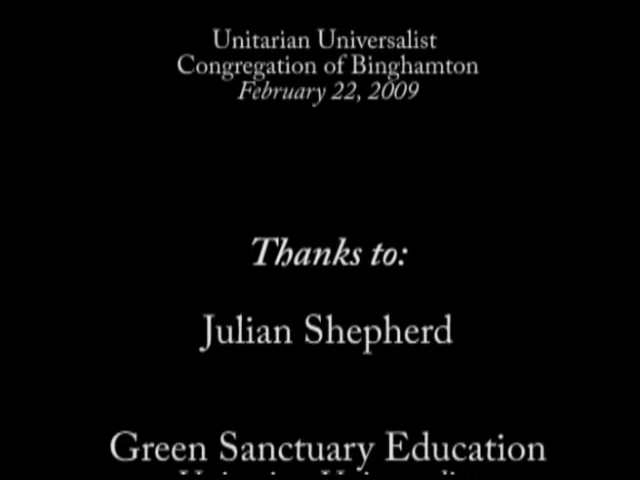 Unitarian Universalist
Congregation of Binghamton
February 22, 2009
Thanks to:
Julian Shepherd
Green Sanctuary Education